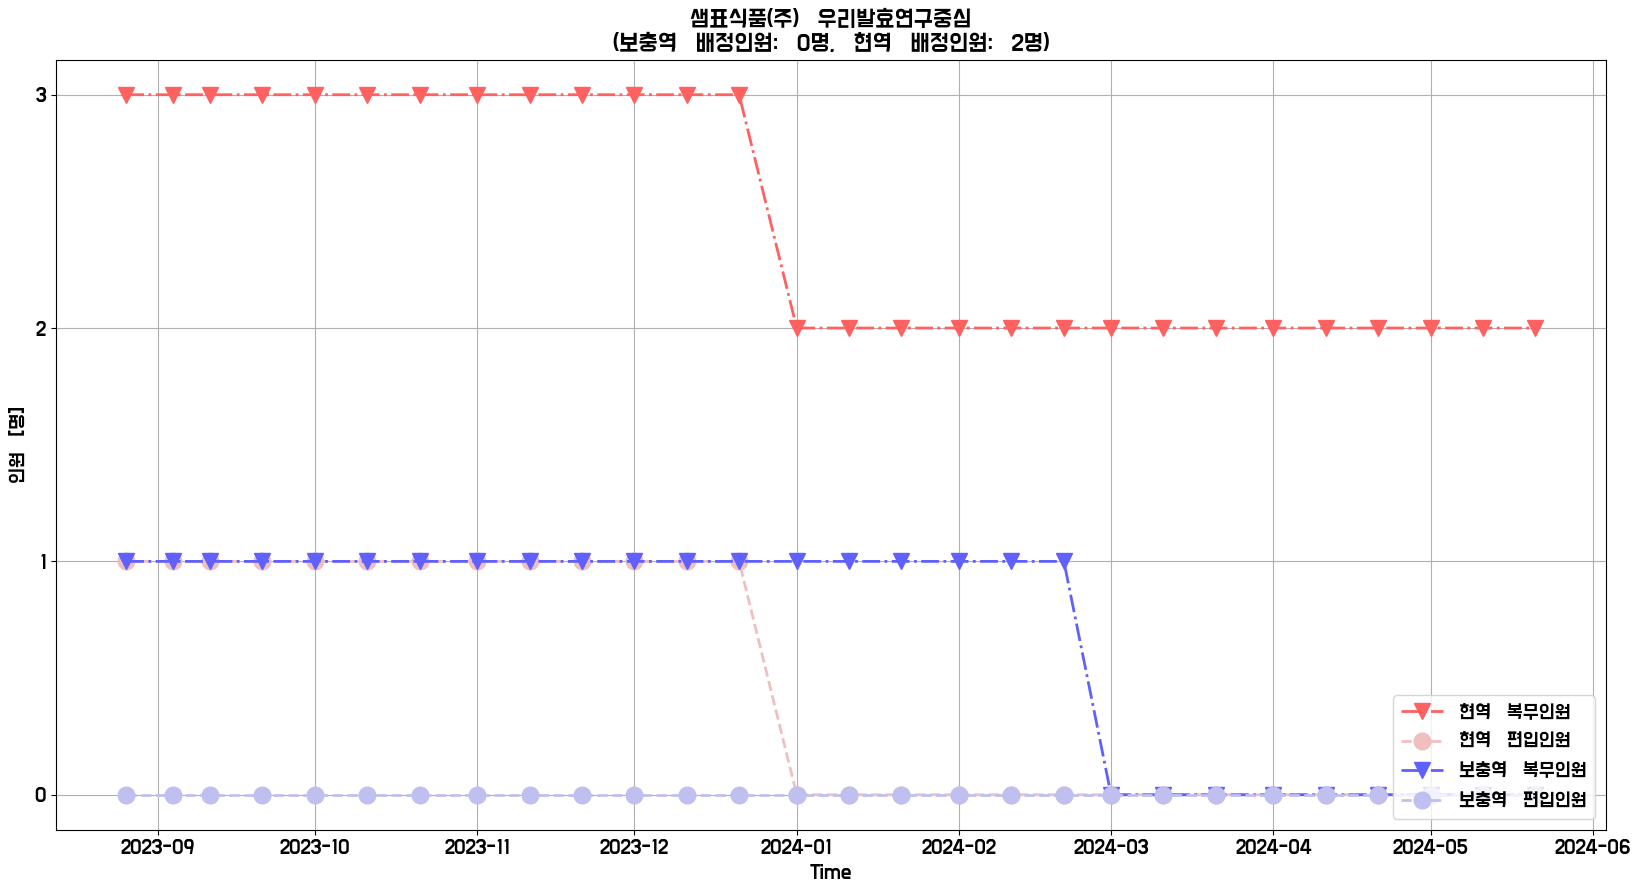 샘표식품(주) 우리발효연구중심
(보충역 배정인원: 0명, 현역 배정인원: 2명)
3
2
1
0
인원 [명]
현역 복무인원
현역 편입인원
보충역 복무인원
보충역 편입인원
2023-09 2023-10 2023-11 2023-12 2024-01 2024-02 2024-03 2024-04 2024-05 2024-06
Time